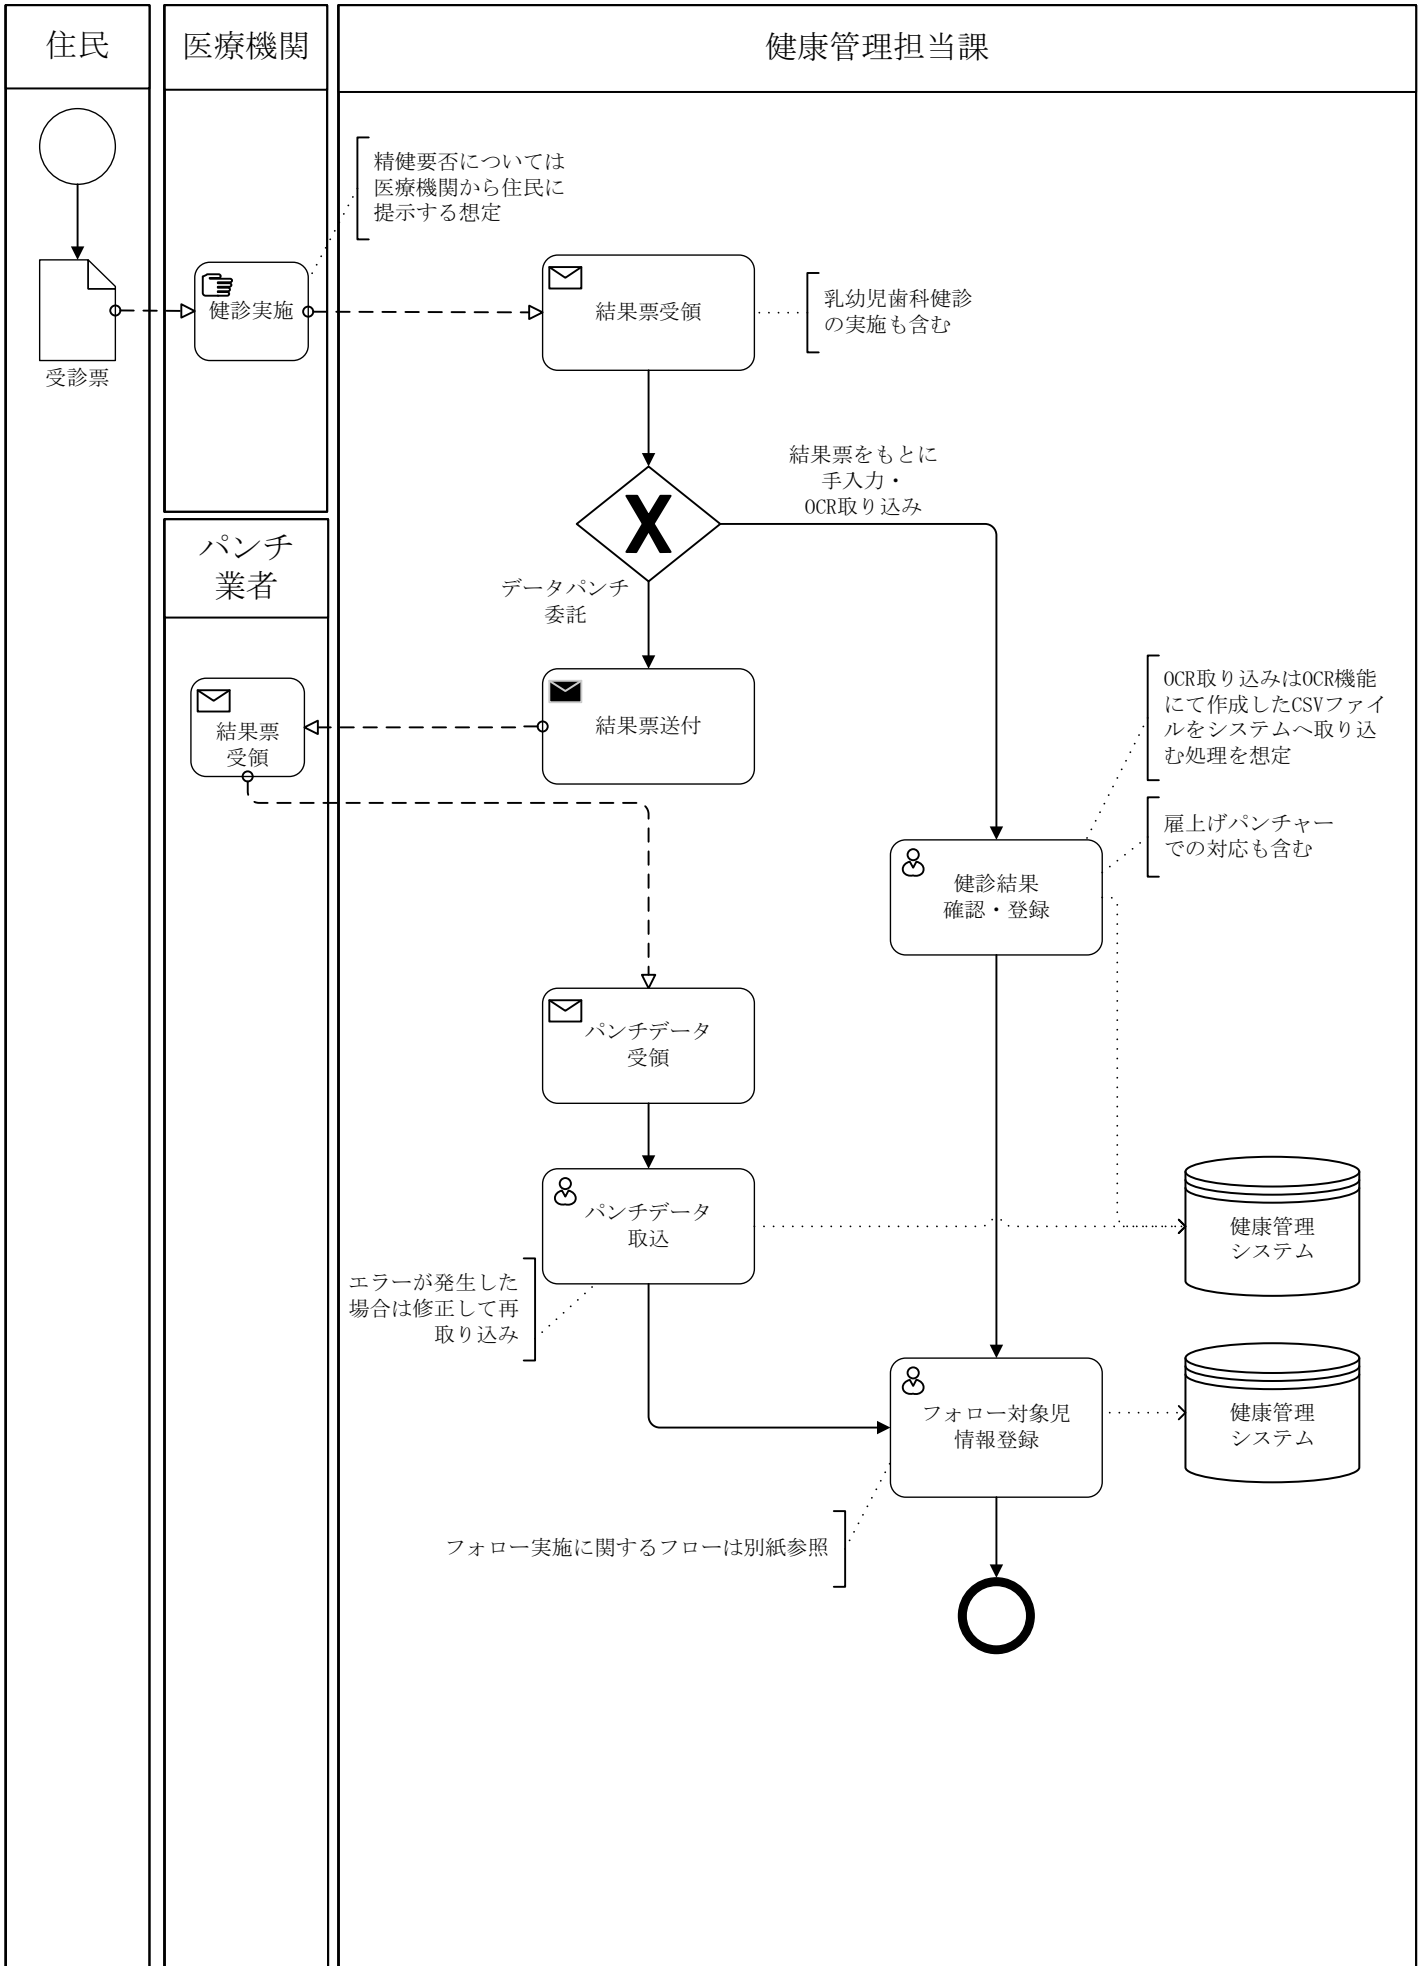 住民
医療機関
健康管理担当課
精健要否については
医療機関から住民に
提示する想定
健診実施
結果票受領
乳幼児歯科健診
の実施も含む
受診票
結果票をもとに
手入力・
OCR取り込み
パンチ
業者
データパンチ
委託
結果票
受領
結果票送付
OCR取り込みはOCR機能
にて作成したCSVファイ
ルをシステムへ取り込
む処理を想定
雇上げパンチャー
での対応も含む
健診結果
確認・登録
パンチデータ
受領
パンチデータ
取込
健康管理
システム
エラーが発生した
場合は修正して再
取り込み
フォロー対象児
情報登録
健康管理
システム
フォロー実施に関するフローは別紙参照